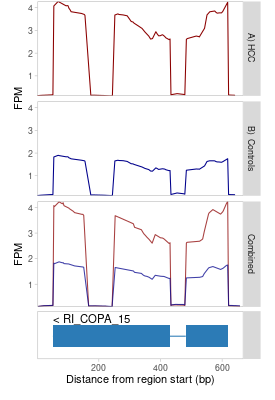 4
3
2
1
FPM
A) HCC
4
3
2
1
B) Controls
4
3
2
1
FPM
Combined
< RI_COPA_15
200 400 600
Distance from region start (bp)